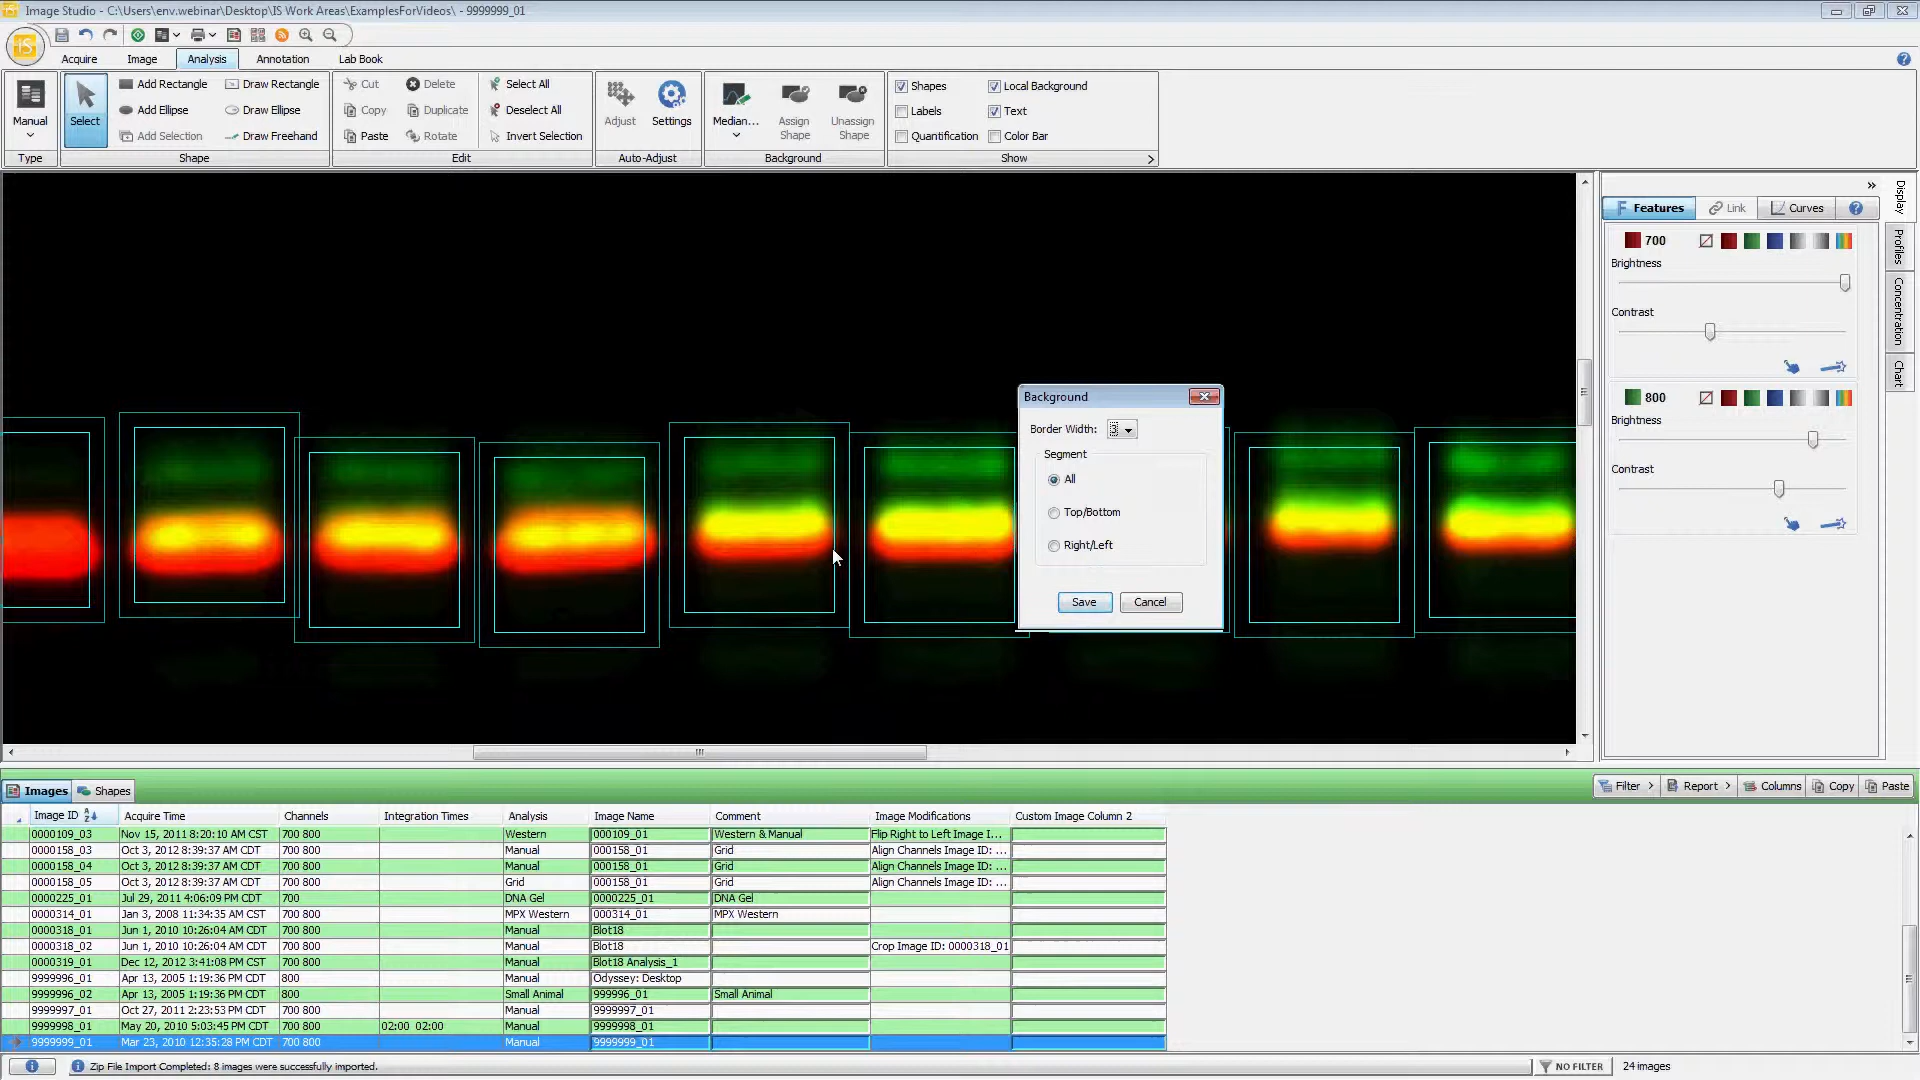 Image Studio - C:\Users\env.webinar\Desktop\IS Work Areas\ExamplesForVideos\ - 9999999_01
Acquire Image Analysis Annotation Lab Book
Manual
Type
Select
Add Rectangle Draw Rectangle
Add Ellipse Draw Ellipse
Add Selection Draw Freehand
Shape
Cut Delete Select All
Copy Duplicate Deselect All
Paste Rotate Invert Selection
Edit
Adjust Settings
Auto-Adjust
Median... Assign Shape Unassign Shape
Background
Shapes Local Background
Labels Text
Quantification Color Bar
Show
Features Link Curves
Display
Profiles
Concentration
Chart
700
Brightness
Contrast
800
Brightness
Contrast
Background
Border Width: 3
Segment
All
Top/Bottom
Right/Left
Save Cancel
Images Shapes Filter Report Columns Copy Paste
Image ID Acquire Time Channels Integration Times Analysis Image Name Comment Image Modifications Custom Image Column 2
0000109_03 Nov 15, 2011 8:20:10 AM CST 700 800 Western 000109_01 Western & Manual Flip Right to Left Image I...
0000158_03 Oct 3, 2012 8:39:37 AM CDT 700 800 Manual 000158_01 Grid Align Channels Image ID: ...
0000158_04 Oct 3, 2012 8:39:37 AM CDT 700 800 Manual 000158_01 Grid Align Channels Image ID: ...
0000158_05 Oct 3, 2012 8:39:37 AM CDT 700 800 Grid 000158_01 Grid Align Channels Image ID: ...
0000225_01 Jul 29, 2011 4:06:09 PM CDT 700 DNA Gel 0000225_01 DNA Gel
0000314_01 Jan 3, 2008 11:34:35 AM CST 700 800 MPX Western 000314_01 MPX Western
0000318_01 Jun 1, 2010 10:26:04 AM CDT 700 800 Manual Blot18
0000318_02 Jun 1, 2010 10:26:04 AM CDT 700 800 Manual Blot18 Crop Image ID: 0000318_01
0000319_01 Dec 12, 2012 3:41:08 PM CST 700 800 Manual Blot18 Analysis_1
9999996_01 Apr 13, 2005 1:19:36 PM CDT 800 Manual Odyssey: Desktop
9999996_02 Apr 13, 2005 1:19:36 PM CDT 800 Small Animal 999996_01 Small Animal
9999997_01 Oct 27, 2011 2:23:53 PM CDT 700 800 Manual 9999997_01
9999998_01 May 20, 2010 5:03:45 PM CDT 700 800 02:00 02:00 Manual 9999998_01
9999999_01 Mar 23, 2010 12:35:28 PM CDT 700 800 Manual 9999999_01
Zip File Import Completed: 8 images were successfully imported. NO FILTER 24 images